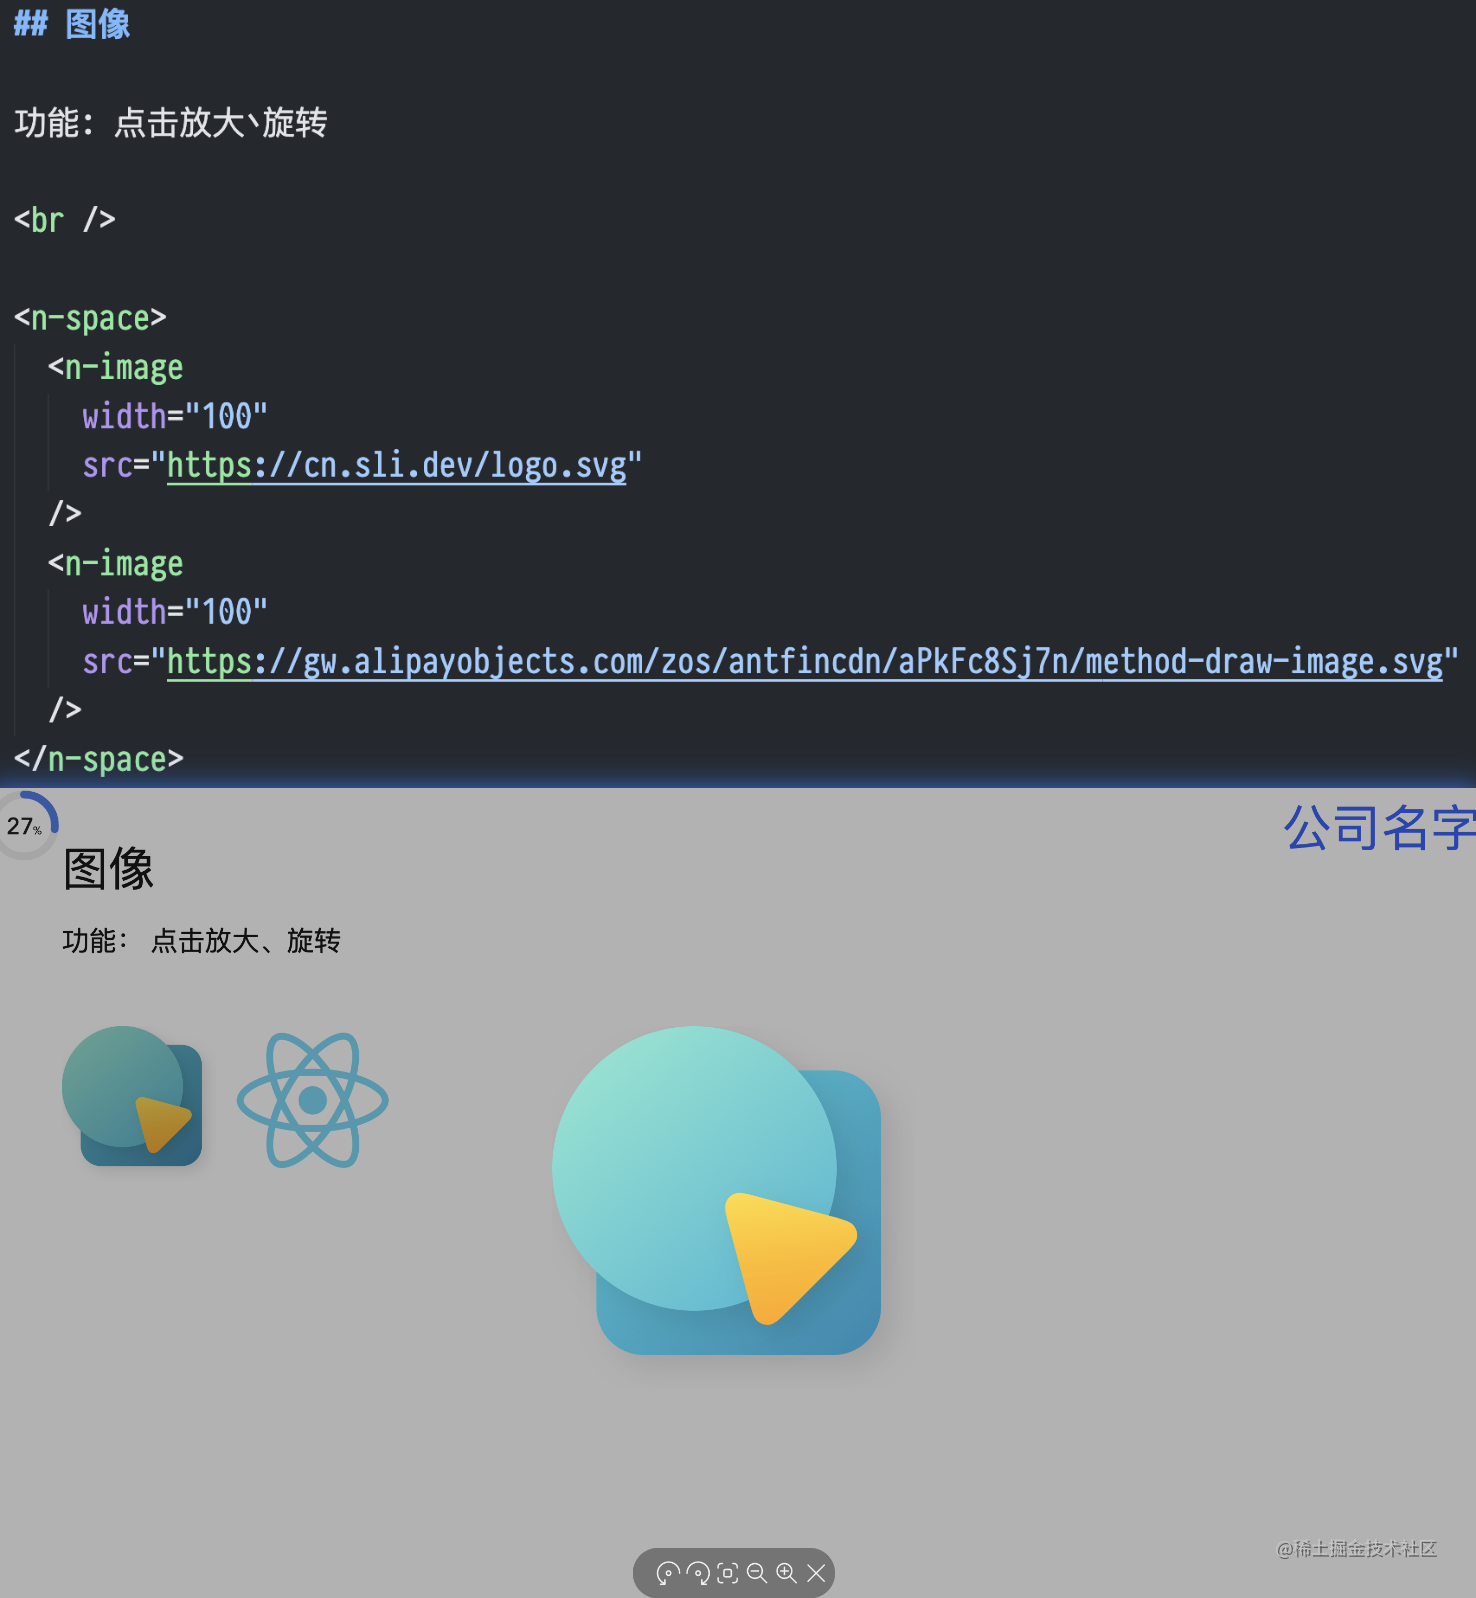 ## 图像
功能: 点击放大、旋转
<br />
<n-space>
<n-image
width="100"
src="https://cn.sli.dev/logo.svg"
/>
<n-image
width="100"
src="https://gw.alipayobjects.com/zos/antfincdn/aPkFc8Sj7n/method-draw-image.svg"
/>
</n-space>
27%
公司名字
图像
功能: 点击放大、旋转
@稀土掘金技术社区